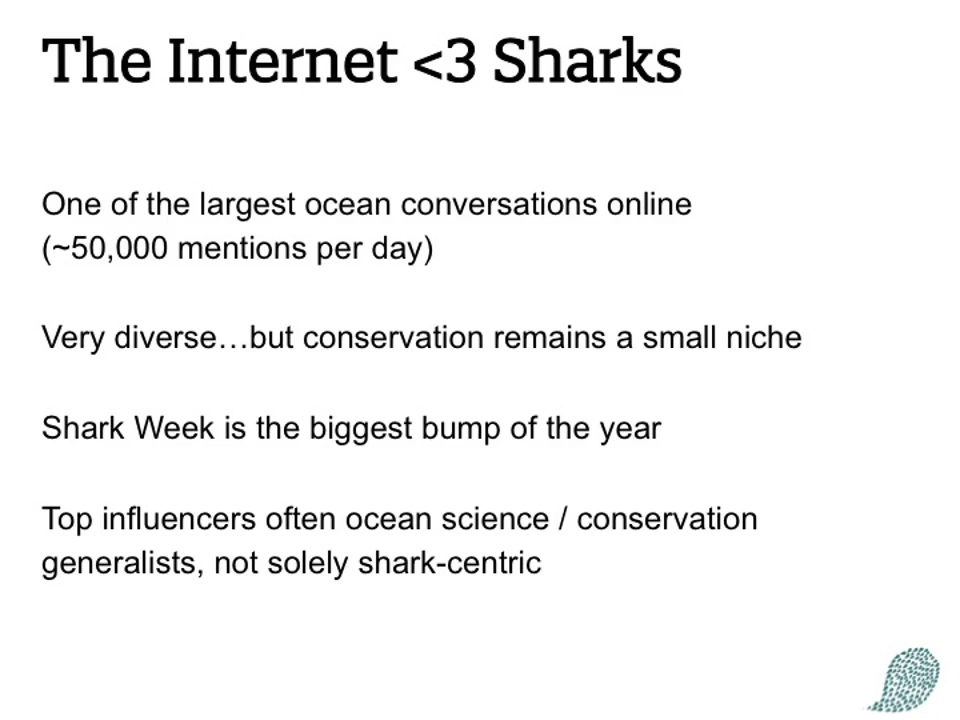 The Internet <3 Sharks
One of the largest ocean conversations online
(~50,000 mentions per day)
Very diverse…but conservation remains a small niche
Shark Week is the biggest bump of the year
Top influencers often ocean science / conservation
generalists, not solely shark-centric